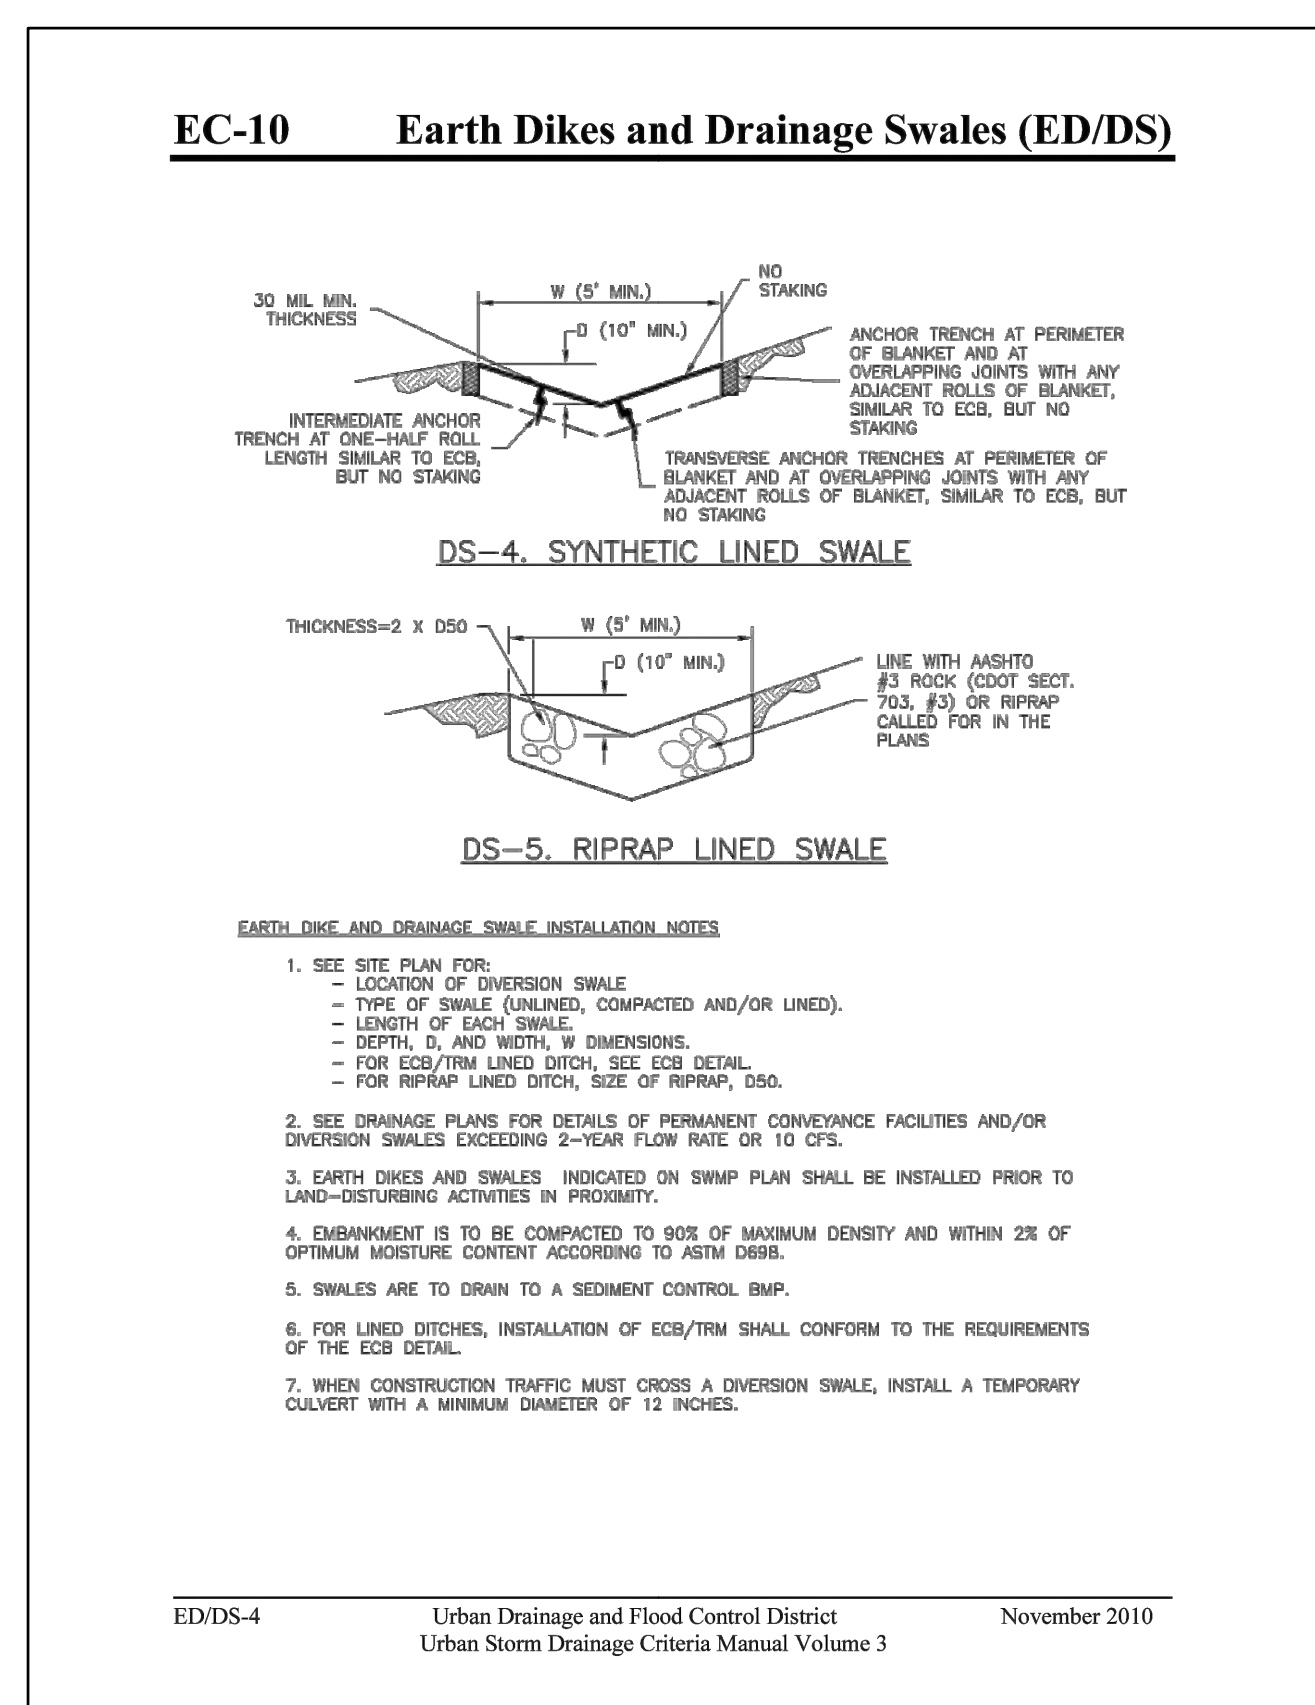 EC-10 Earth Dikes and Drainage Swales (ED/DS)
NO
STAKING
W (5' MIN.)
30 MIL MIN.
THICKNESS
D (10" MIN.)
ANCHOR TRENCH AT PERIMETER
OF BLANKET AND AT
OVERLAPPING JOINTS WITH ANY
ADJACENT ROLLS OF BLANKET,
SIMILAR TO ECB, BUT NO
STAKING
INTERMEDIATE ANCHOR
TRENCH AT ONE-HALF ROLL
LENGTH SIMILAR TO ECB,
BUT NO STAKING
TRANSVERSE ANCHOR TRENCHES AT PERIMETER OF
BLANKET AND AT OVERLAPPING JOINTS WITH ANY
ADJACENT ROLLS OF BLANKET, SIMILAR TO ECB, BUT
NO STAKING
DS-4. SYNTHETIC LINED SWALE
THICKNESS=2 X D50
W (5' MIN.)
D (10" MIN.)
LINE WITH AASHTO
#3 ROCK (CDOT SECT.
703, #3) OR RIPRAP
CALLED FOR IN THE
PLANS
DS-5. RIPRAP LINED SWALE
EARTH DIKE AND DRAINAGE SWALE INSTALLATION NOTES
1. SEE SITE PLAN FOR:
- LOCATION OF DIVERSION SWALE
- TYPE OF SWALE (UNLINED, COMPACTED AND/OR LINED).
- LENGTH OF EACH SWALE.
- DEPTH, D, AND WIDTH, W DIMENSIONS.
- FOR ECB/TRM LINED DITCH, SEE ECB DETAIL.
- FOR RIPRAP LINED DITCH, SIZE OF RIPRAP, D50.
2. SEE DRAINAGE PLANS FOR DETAILS OF PERMANENT CONVEYANCE FACILITIES AND/OR
DIVERSION SWALES EXCEEDING 2-YEAR FLOW RATE OR 10 CFS.
3. EARTH DIKES AND SWALES INDICATED ON SWMP PLAN SHALL BE INSTALLED PRIOR TO
LAND-DISTURBING ACTIVITIES IN PROXIMITY.
4. EMBANKMENT IS TO BE COMPACTED TO 90% OF MAXIMUM DENSITY AND WITHIN 2% OF
OPTIMUM MOISTURE CONTENT ACCORDING TO ASTM D698.
5. SWALES ARE TO DRAIN TO A SEDIMENT CONTROL BMP.
6. FOR LINED DITCHES, INSTALLATION OF ECB/TRM SHALL CONFORM TO THE REQUIREMENTS
OF THE ECB DETAIL.
7. WHEN CONSTRUCTION TRAFFIC MUST CROSS A DIVERSION SWALE, INSTALL A TEMPORARY
CULVERT WITH A MINIMUM DIAMETER OF 12 INCHES.
ED/DS-4 Urban Drainage and Flood Control District November 2010
Urban Storm Drainage Criteria Manual Volume 3